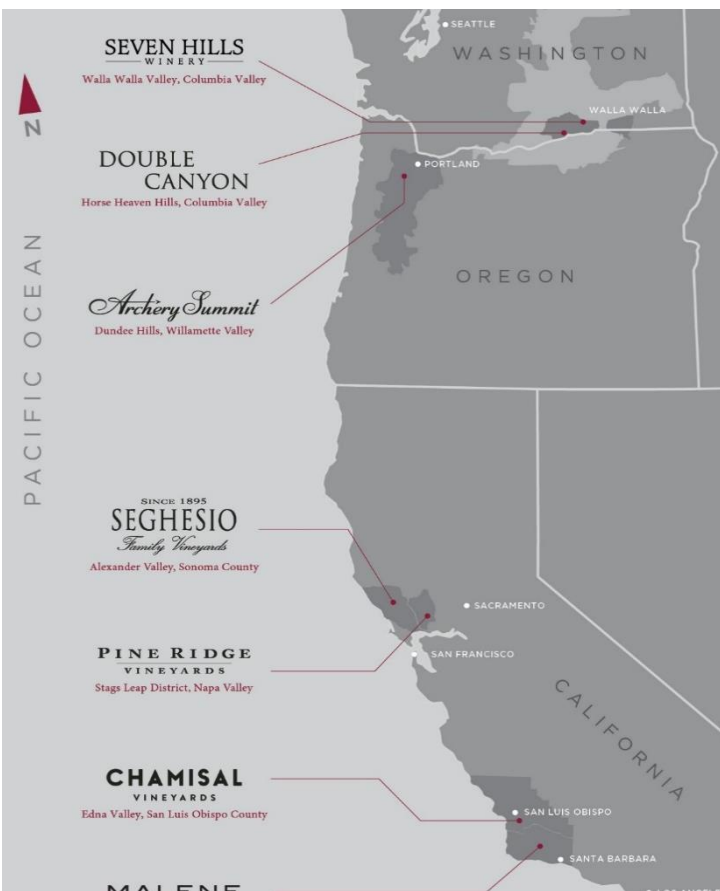 SEVEN HILLS
WINERY
Walla Walla Valley, Columbia Valley
N
DOUBLE
CANYON
Horse Heaven Hills, Columbia Valley
Archery Summit
Dundee Hills, Willamette Valley
PACIFIC OCEAN
SINCE 1895
SEGHESIO
Family Vineyards
Alexander Valley, Sonoma County
PINE RIDGE
VINEYARDS
Stags Leap District, Napa Valley
CHAMISAL
VINEYARDS
Edna Valley, San Luis Obispo County
MALENE
SEATTLE
WASHINGTON
WALLA WALLA
PORTLAND
OREGON
SACRAMENTO
SAN FRANCISCO
CALIFORNIA
SAN LUIS OBISPO
SANTA BARBARA